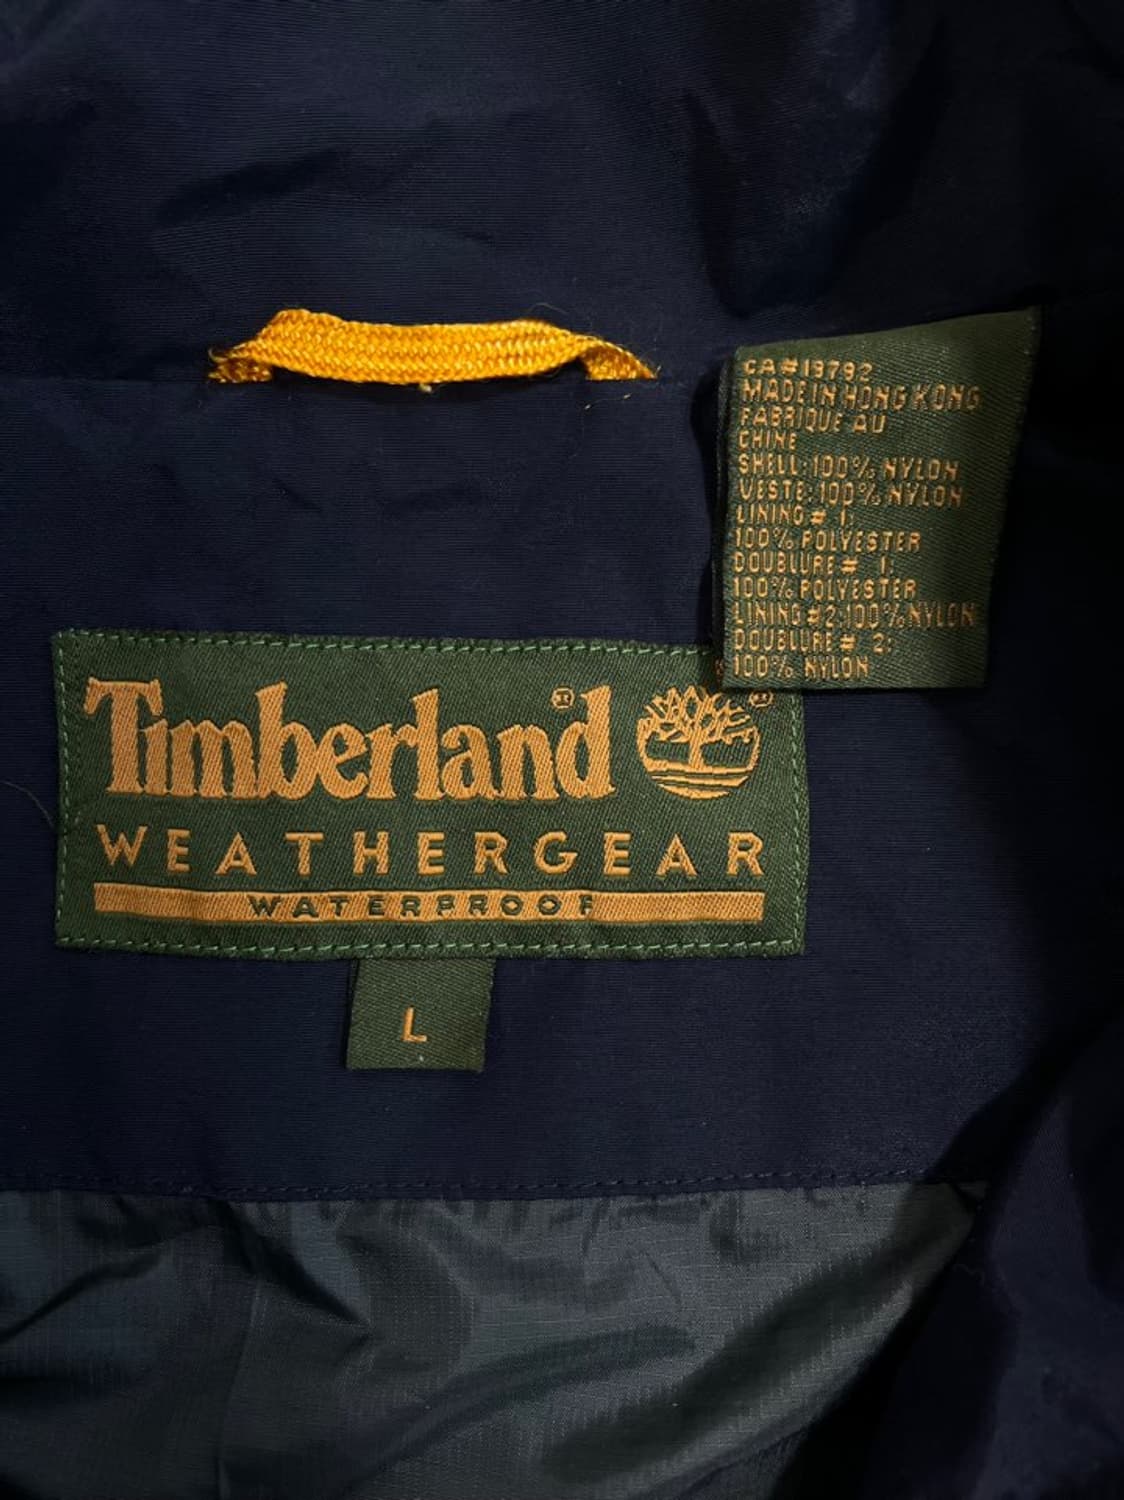 CA#19792
MADE IN HONG KONG
FABRIQUE AU
CHINE
SHELL:100% NYLON
VESTE:100% NYLON
LINING# 1:
100% POLYESTER
DOUBLURE# 1:
100% POLYESTER
LINING #2:100%NYLON
DOUBLURE# 2:
100% NYLON
Timberland®
®
WEATHERGEAR
WATERPROOF
L